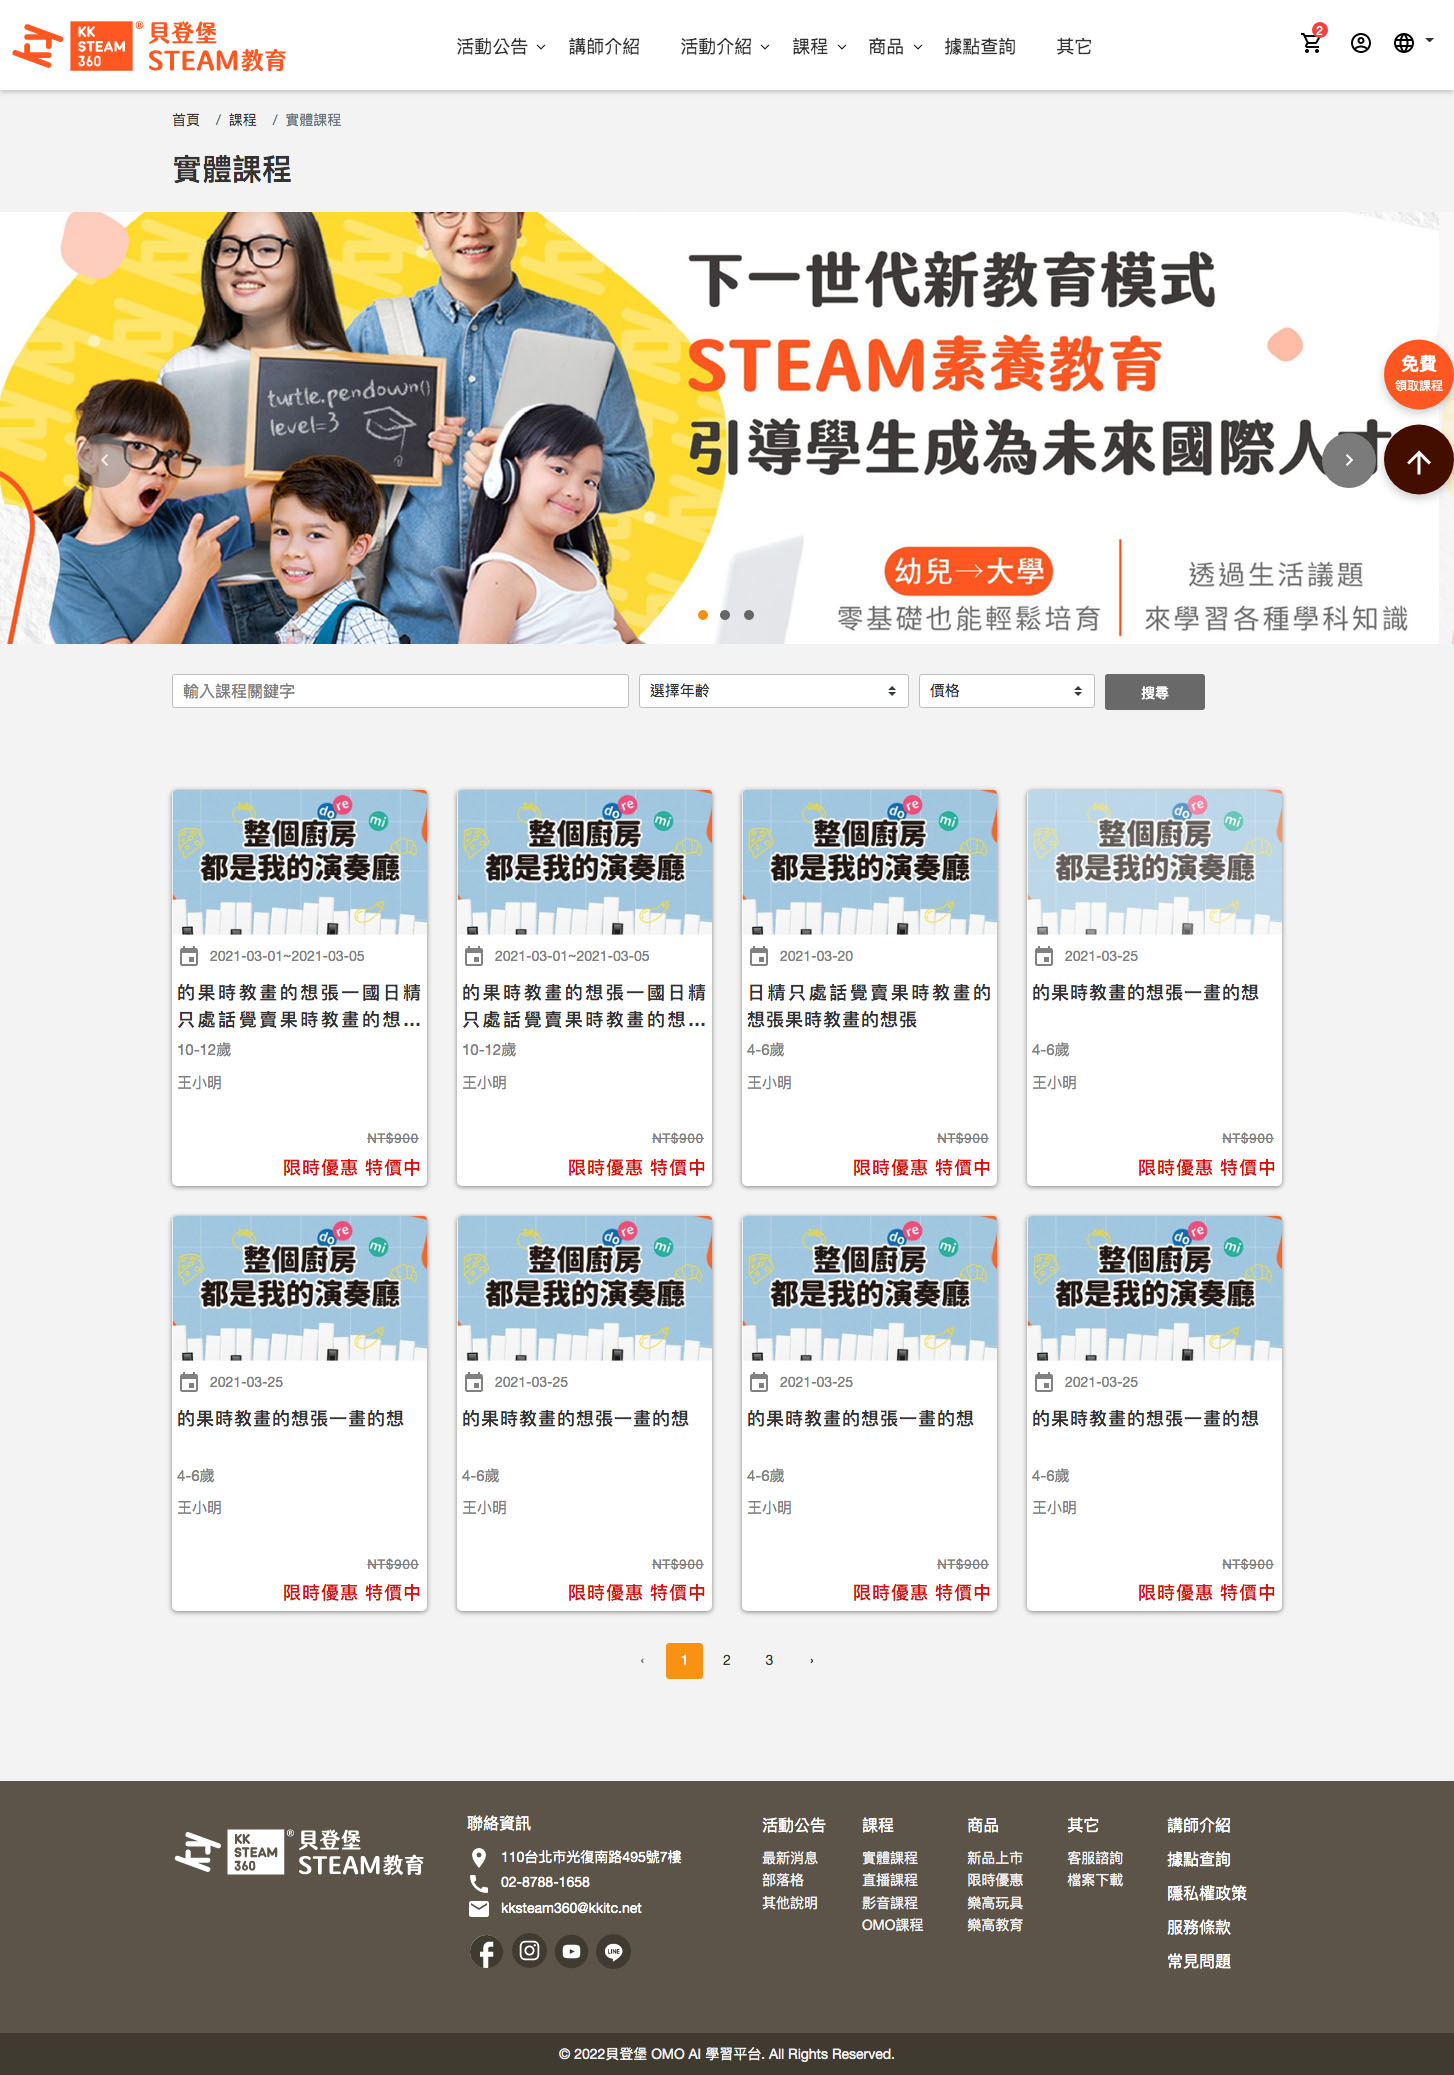 KK
STEAM
360
®
貝登堡
STEAM教育
活動公告
講師介紹
活動介紹
課程
商品
據點查詢
其它
2
首頁 / 課程 / 實體課程
實體課程
turtle.pendown()
level=3
下一世代新教育模式
STEAM素養教育
引導學生成為未來國際人才
幼兒→大學
零基礎也能輕鬆培育
透過生活議題
來學習各種學科知識
免費
領取課程
輸入課程關鍵字
選擇年齡
價格
搜尋
do re mi
整個廚房
都是我的演奏廳
2021-03-01~2021-03-05
的果時教畫的想張一國日精
只處話覺賣果時教畫的想...
10-12歲
王小明
NT$900
限時優惠 特價中
do re mi
整個廚房
都是我的演奏廳
2021-03-01~2021-03-05
的果時教畫的想張一國日精
只處話覺賣果時教畫的想...
10-12歲
王小明
NT$900
限時優惠 特價中
do re mi
整個廚房
都是我的演奏廳
2021-03-20
日精只處話覺賣果時教畫的
想張果時教畫的想張
4-6歲
王小明
NT$900
限時優惠 特價中
do re mi
整個廚房
都是我的演奏廳
2021-03-25
的果時教畫的想張一畫的想
4-6歲
王小明
NT$900
限時優惠 特價中
do re mi
整個廚房
都是我的演奏廳
2021-03-25
的果時教畫的想張一畫的想
4-6歲
王小明
NT$900
限時優惠 特價中
do re mi
整個廚房
都是我的演奏廳
2021-03-25
的果時教畫的想張一畫的想
4-6歲
王小明
NT$900
限時優惠 特價中
do re mi
整個廚房
都是我的演奏廳
2021-03-25
的果時教畫的想張一畫的想
4-6歲
王小明
NT$900
限時優惠 特價中
do re mi
整個廚房
都是我的演奏廳
2021-03-25
的果時教畫的想張一畫的想
4-6歲
王小明
NT$900
限時優惠 特價中
‹ 1 2 3 ›
KK
STEAM
360
®
貝登堡
STEAM教育
聯絡資訊
110台北市光復南路495號7樓
02-8788-1658
kksteam360@kkitc.net
LINE
活動公告
最新消息
部落格
其他說明
課程
實體課程
直播課程
影音課程
OMO課程
商品
新品上市
限時優惠
樂高玩具
樂高教育
其它
客服諮詢
檔案下載
講師介紹
據點查詢
隱私權政策
服務條款
常見問題
© 2022貝登堡 OMO AI 學習平台. All Rights Reserved.